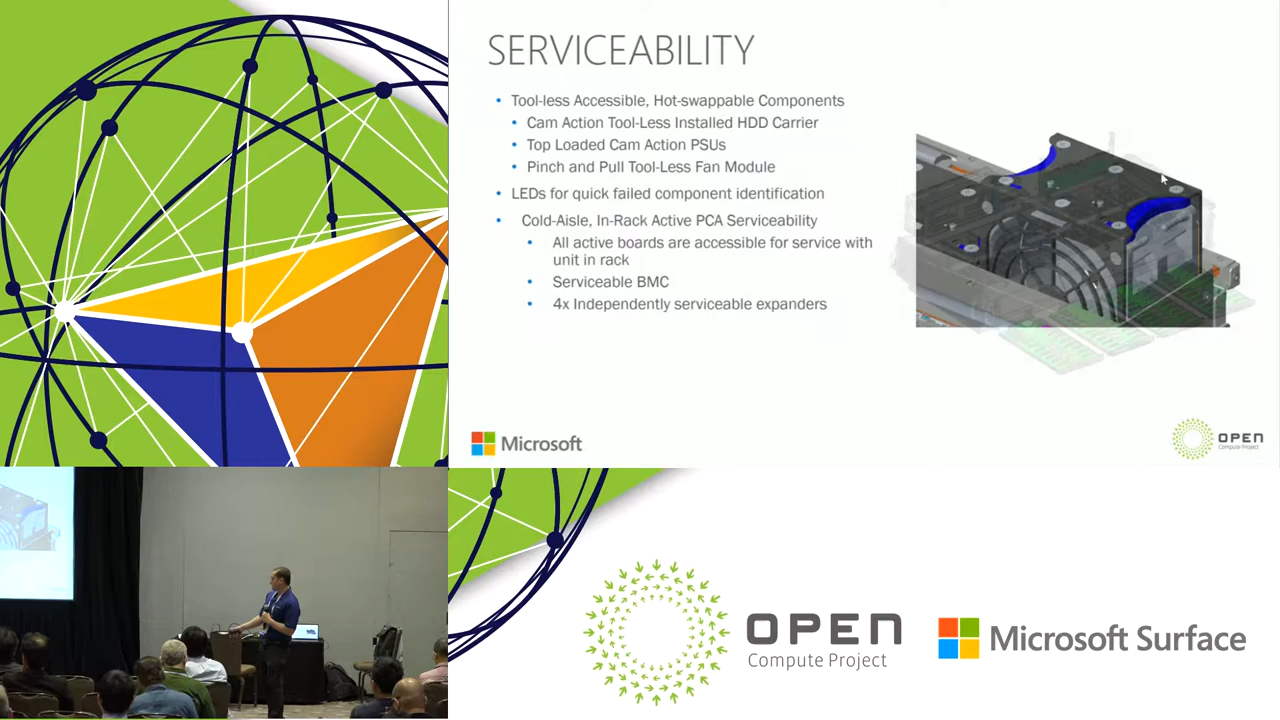 SERVICEABILITY
• Tool-less Accessible, Hot-swappable Components
• Cam Action Tool-Less Installed HDD Carrier
• Top Loaded Cam Action PSUs
• Pinch and Pull Tool-Less Fan Module
• LEDs for quick failed component identification
• Cold-Aisle, In-Rack Active PCA Serviceability
• All active boards are accessible for service with
unit in rack
• Serviceable BMC
• 4x Independently serviceable expanders
Microsoft
OPEN
Compute Project
OPEN
Compute Project
Microsoft Surface